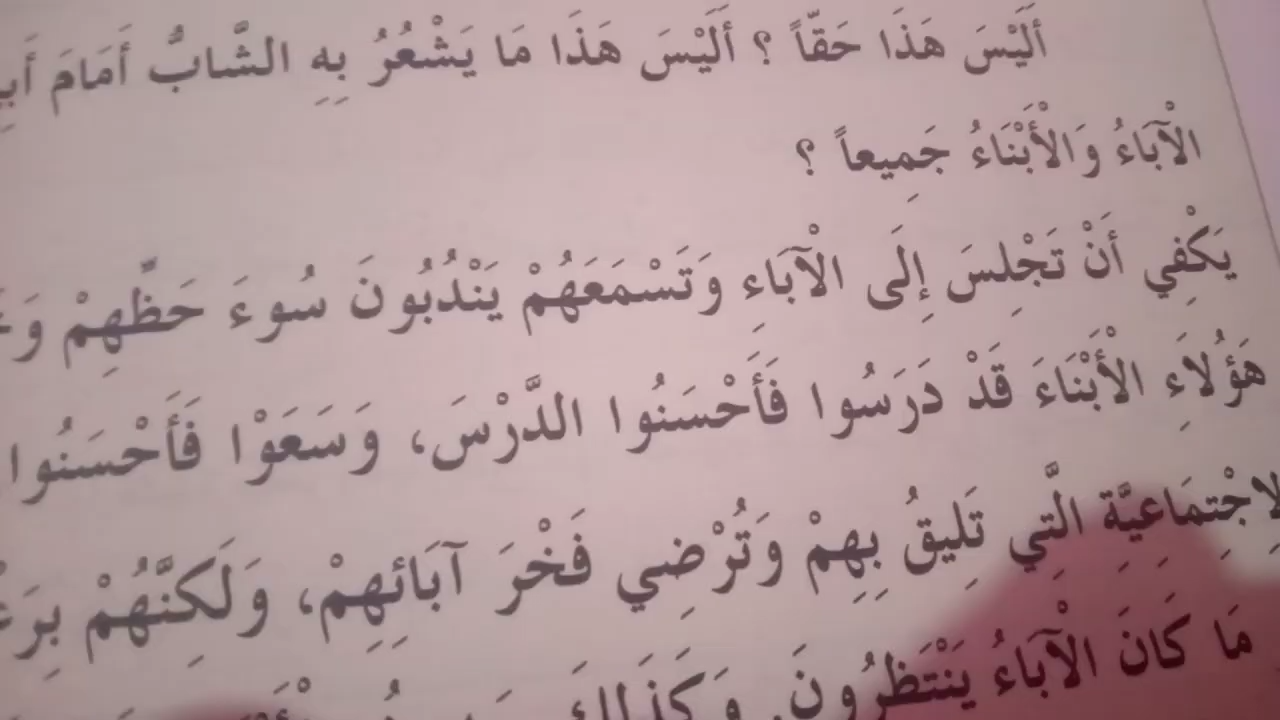 أَلَيْسَ هَذَا حَقّاً ؟ أَلَيْسَ هَذَا مَا يَشْعُرُ بِهِ الشَّابُّ أَمَامَ
الْآبَاءُ وَالْأَبْنَاءُ جَمِيعاً ؟
يَكْفِي أَنْ تَجْلِسَ إِلَى الْآبَاءِ وَتَسْمَعَهُمْ يَنْدُبُونَ سُوءَ حَظِّهِمْ
هَؤُلَاءِ الْأَبْنَاءَ قَدْ دَرَسُوا فَأَحْسَنُوا الدَّرْسَ، وَسَعَوْا فَأَحْسَنُوا
لِاجْتِمَاعِيَّةِ الَّتِي تَلِيقُ بِهِمْ وَتُرْضِي فَخْرَ آبَائِهِمْ، وَلَكِنَّهُمْ
مَا كَانَ الْآبَاءُ يَنْتَظِرُونَ. وَكَذَلِكَ